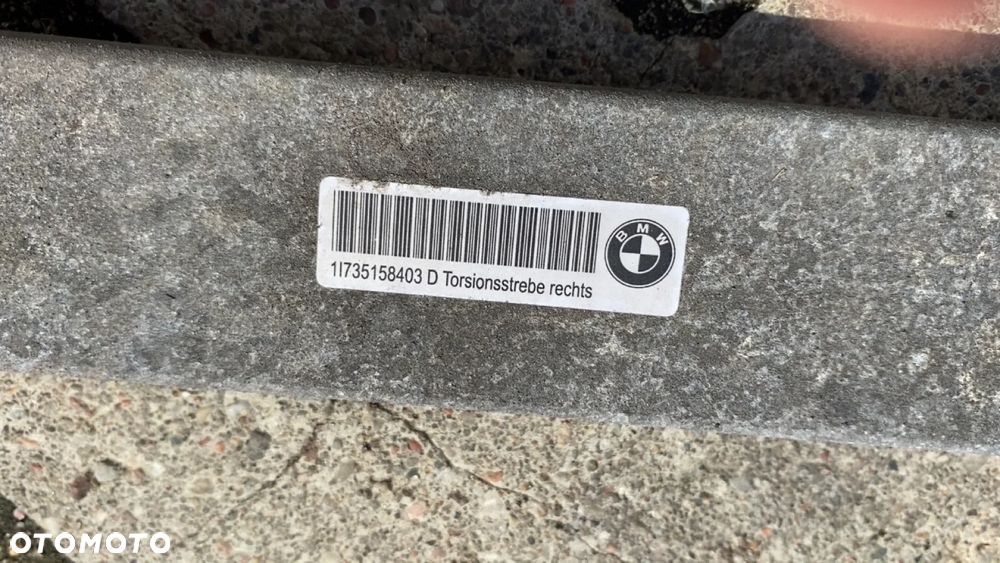 BMW
1I735158403 D Torsionsstrebe rechts
OTOMOTO